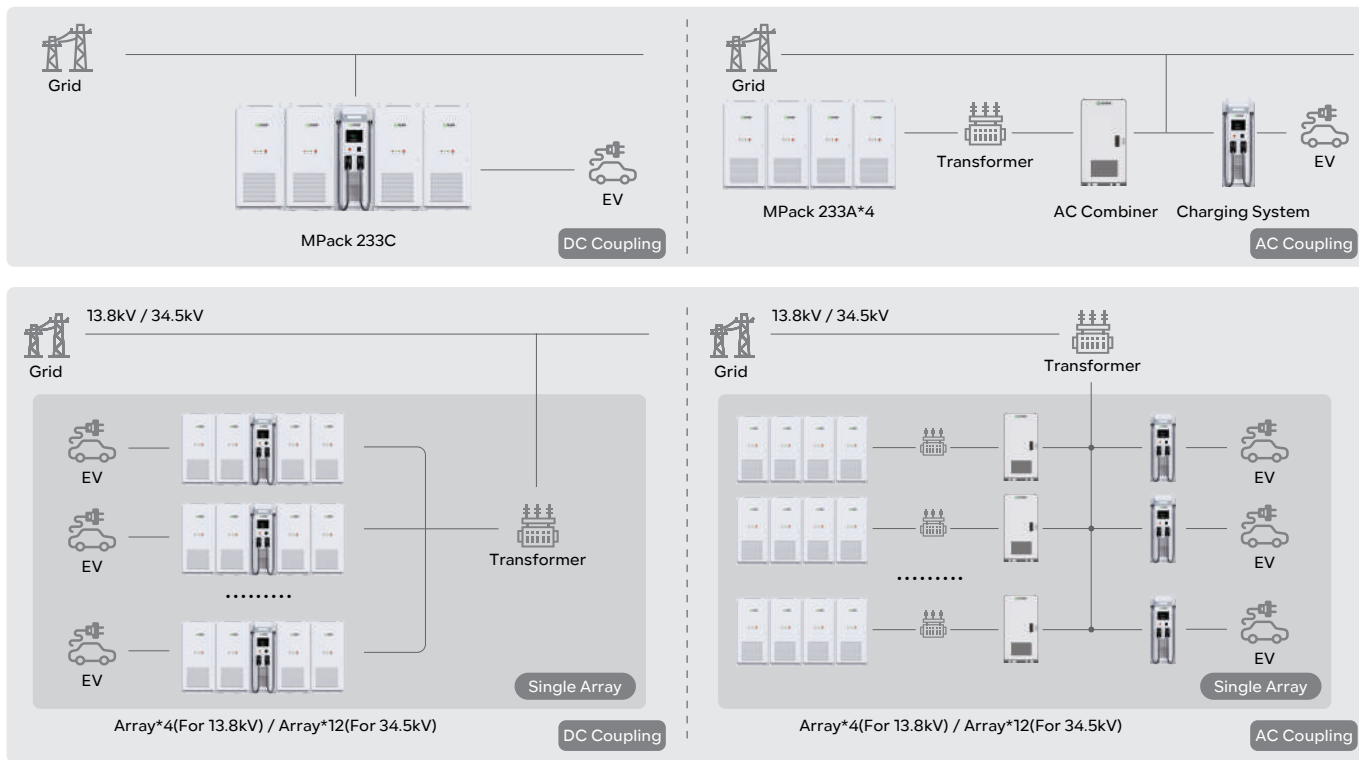 Grid
EV
MPack 233C
DC Coupling
Grid
Transformer
EV
MPack 233A*4
AC Combiner
Charging System
AC Coupling
13.8kV / 34.5kV
Grid
EV
EV
Transformer
EV
Single Array
Array*4(For 13.8kV) / Array*12(For 34.5kV)
DC Coupling
13.8kV / 34.5kV
Grid
Transformer
EV
EV
EV
Single Array
Array*4(For 13.8kV) / Array*12(For 34.5kV)
AC Coupling